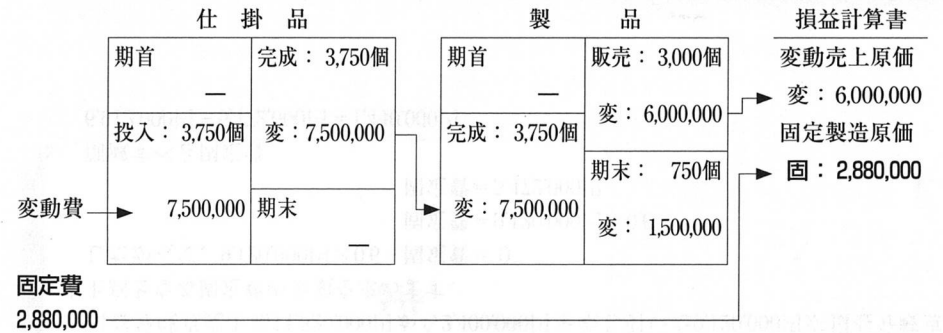 仕掛品
期首
—
投入：3,750個
7,500,000
完成：3,750個
変：7,500,000
期末
—
変動費
固定費
2,880,000
製品
期首
—
完成：3,750個
変：7,500,000
販売：3,000個
変：6,000,000
期末：750個
変：1,500,000
損益計算書
変動売上原価
変：6,000,000
固定製造原価
固：2,880,000